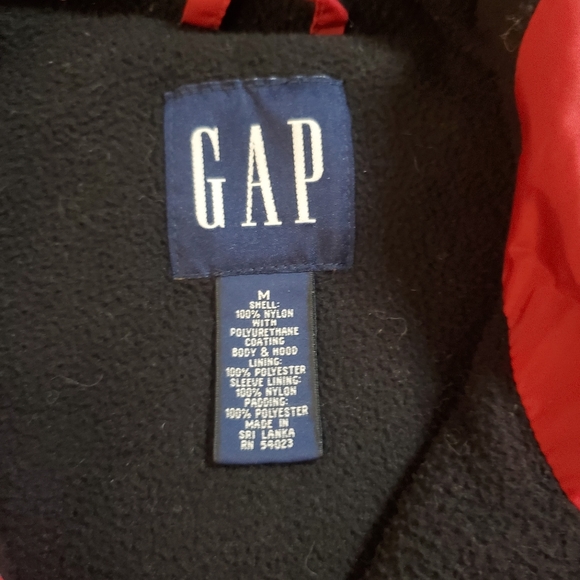 GAP
M
SHELL:
100% NYLON
WITH
POLYURETHANE
COATING
BODY & HOOD
LINING:
100% POLYESTER
SLEEVE LINING:
100% NYLON
PADDING:
100% POLYESTER
MADE IN
SRI LANKA
RN 54023